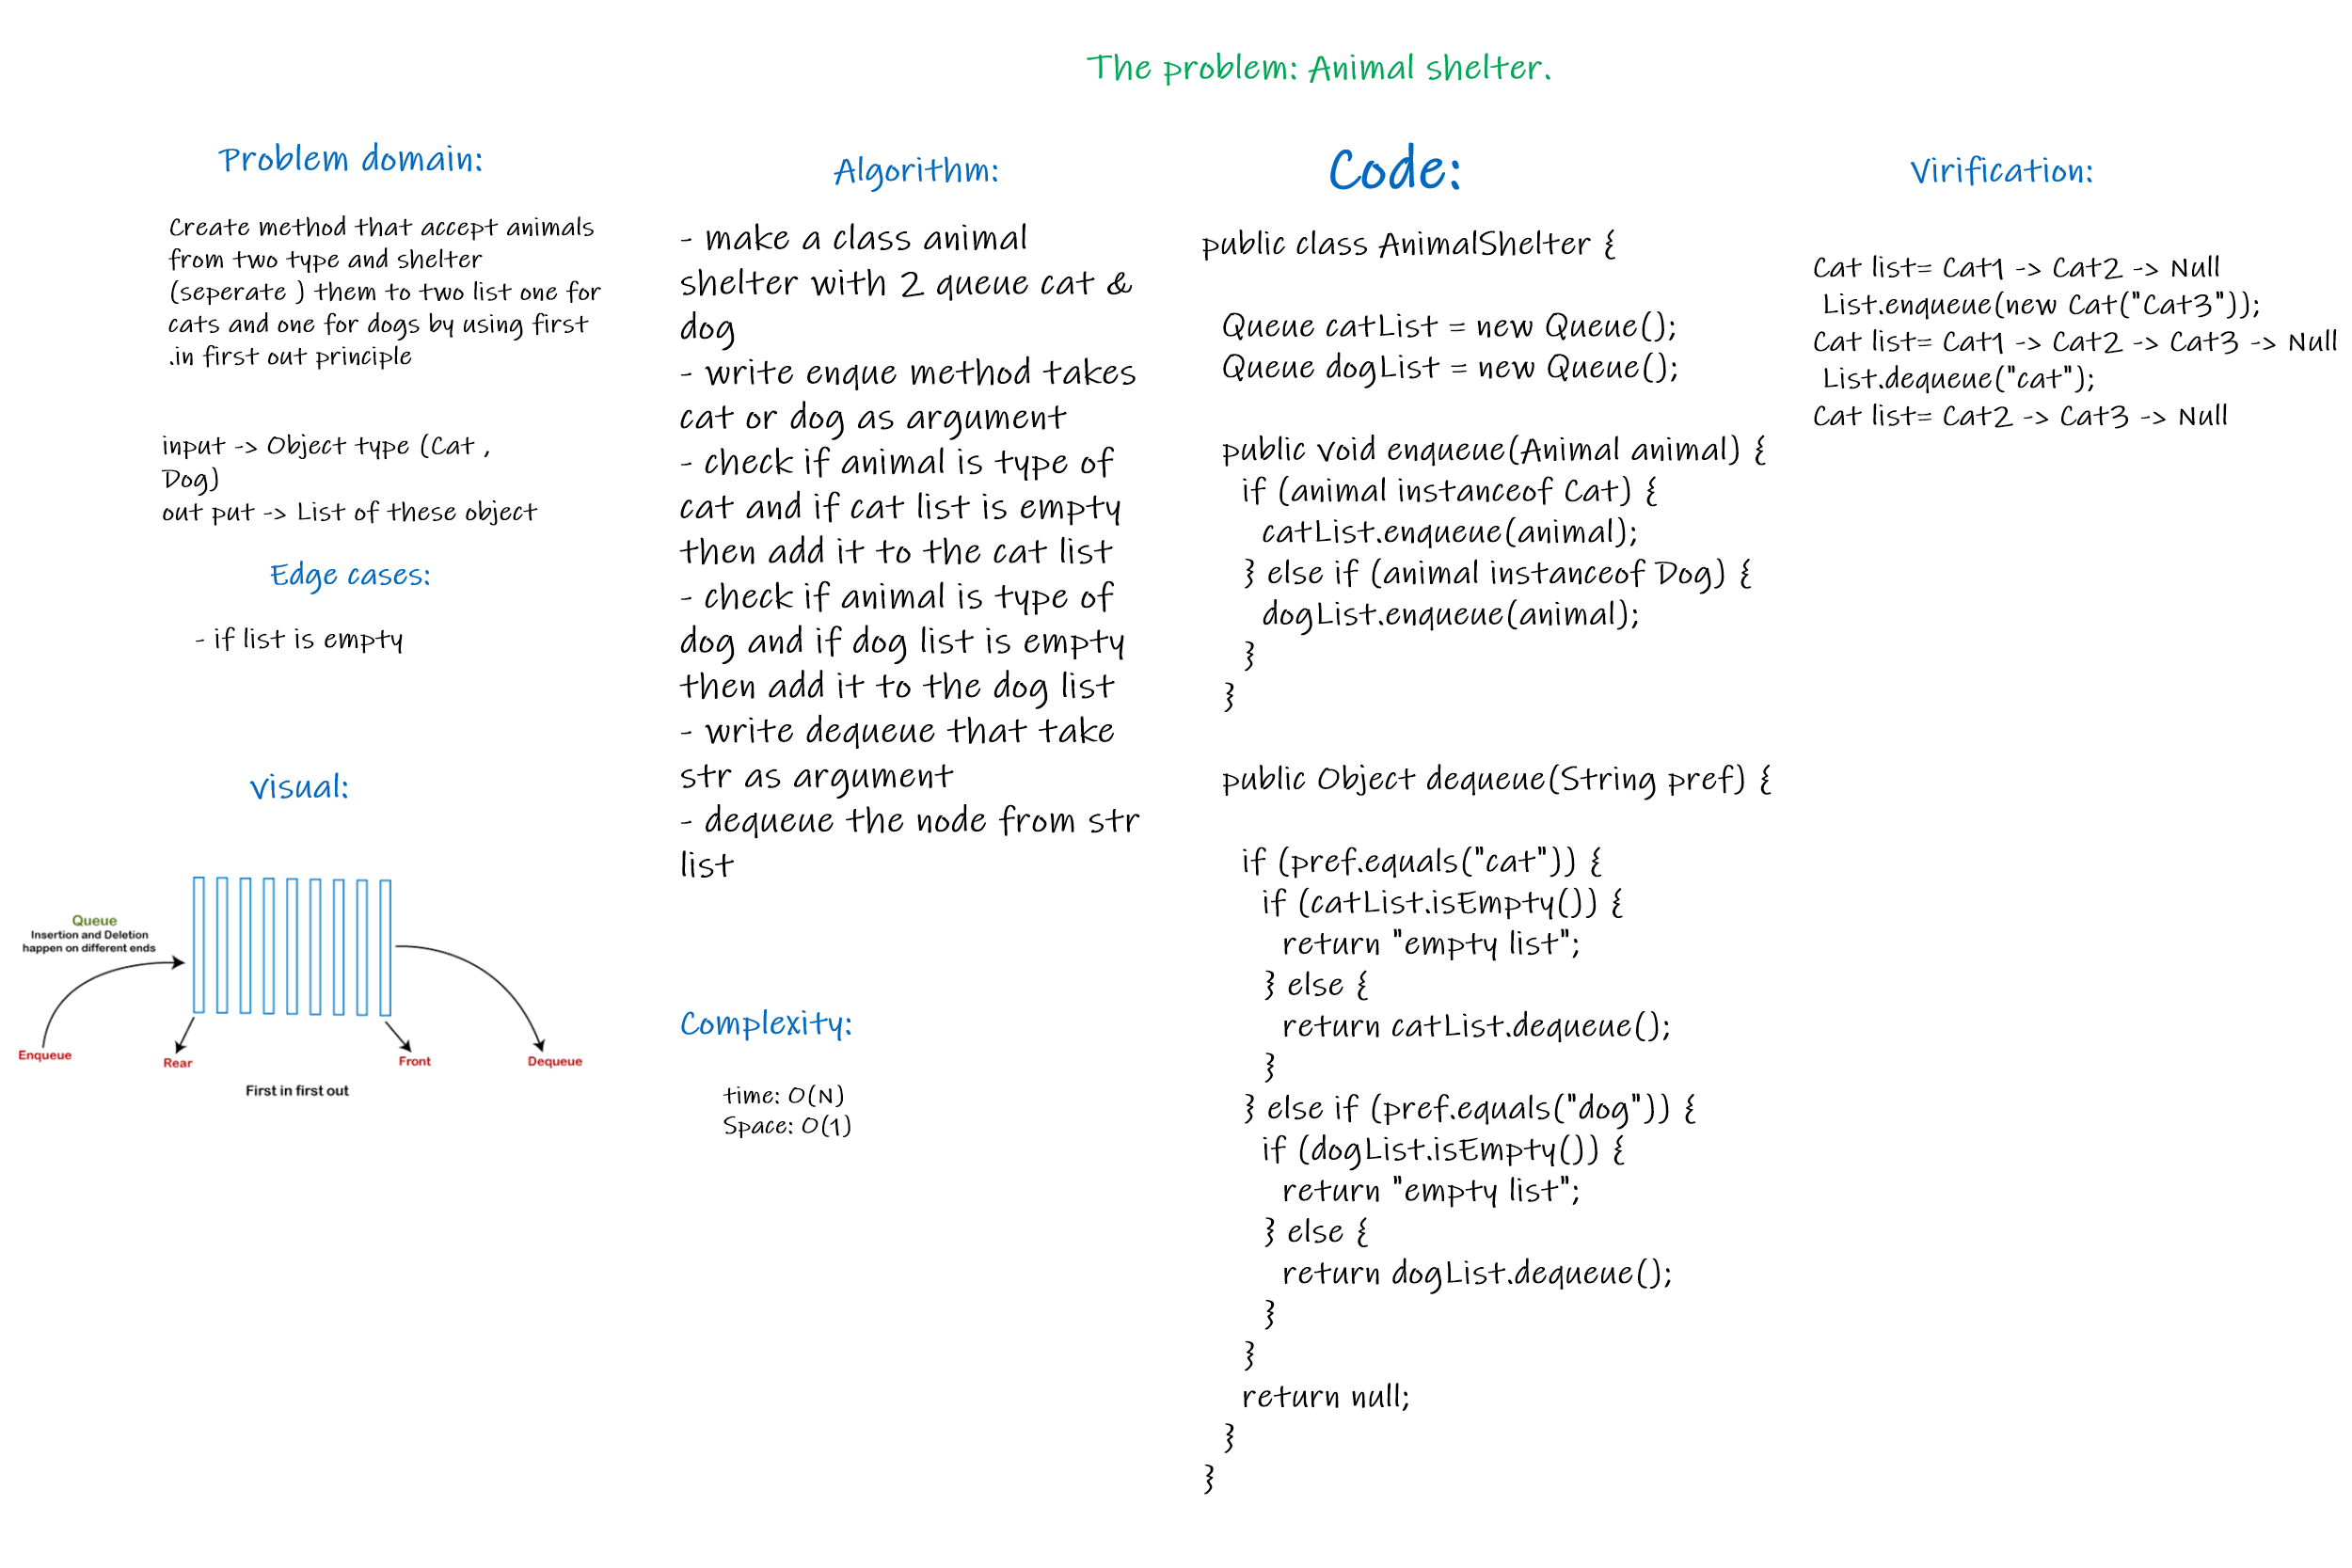 The problem: Animal shelter.
Problem domain:
Create method that accept animals
from two type and shelter
(seperate ) them to two list one for
cats and one for dogs by using first
.in first out principle
input -> Object type (Cat ,
Dog)
out put -> List of these object
Edge cases:
- if list is empty
visual:
Queue
Insertion and Deletion
happen on different ends
Enqueue
Rear
Front
Dequeue
First in first out
Algorithm:
- make a class animal
shelter with 2 queue cat &
dog
- write enque method takes
cat or dog as argument
- check if animal is type of
cat and if cat list is empty
then add it to the cat list
- check if animal is type of
dog and if dog list is empty
then add it to the dog list
- write dequeue that take
str as argument
- dequeue the node from str
list
Complexity:
time: O(N)
Space: O(1)
Code:
public class AnimalShelter {
Queue catList = new Queue();
Queue dogList = new Queue();
public void enqueue(Animal animal) {
if (animal instanceof Cat) {
catList.enqueue(animal);
} else if (animal instanceof Dog) {
dogList.enqueue(animal);
}
}
public Object dequeue(String pref) {
if (pref.equals("cat")) {
if (catList.isEmpty()) {
return "empty list";
} else {
return catList.dequeue();
}
} else if (pref.equals("dog")) {
if (dogList.isEmpty()) {
return "empty list";
} else {
return dogList.dequeue();
}
}
return null;
}
}
Virification:
Cat list= Cat1 -> Cat2 -> Null
List.enqueue(new Cat("Cat3"));
Cat list= Cat1 -> Cat2 -> Cat3 -> Null
List.dequeue("cat");
Cat list= Cat2 -> Cat3 -> Null